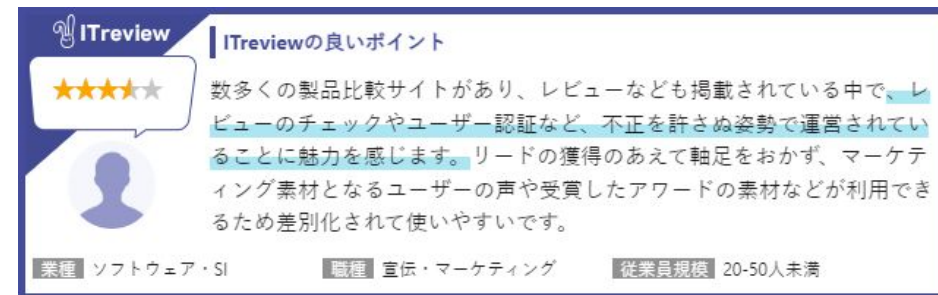 ITreview
ITreviewの良いポイント
数多くの製品比較サイトがあり、レビューなども掲載されている中で、レ
ビューのチェックやユーザー認証など、不正を許さぬ姿勢で運営されてい
ることに魅力を感じます。リードの獲得のあえて軸足をおかず、マーケテ
ィング素材となるユーザーの声や受賞したアワードの素材などが利用でき
るため差別化されて使いやすいです。
業種 ソフトウェア・SI 職種 宣伝・マーケティング 従業員規模 20-50人未満